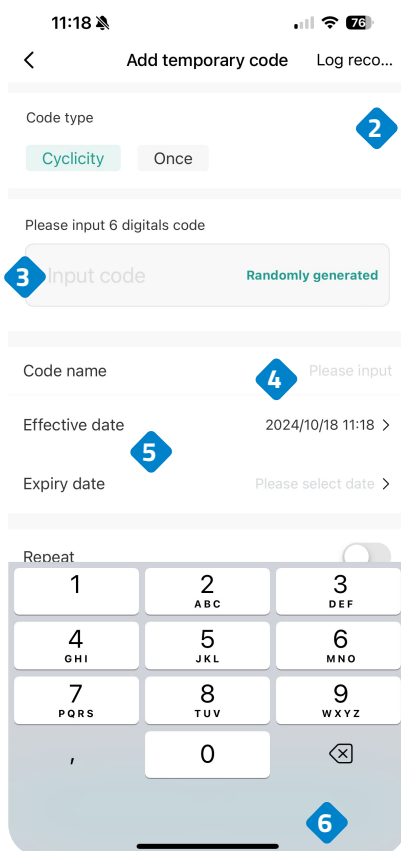 11:18 76
Add temporary code Log reco...
Code type
2
Cyclicity Once
Please input 6 digitals code
3 Input code Randomly generated
Code name 4 Please input
Effective date 2024/10/18 11:18 >
5
Expiry date Please select date >
Repeat
1 2 3
ABC DEF
4 5 6
GHI JKL MNO
7 8 9
PQRS TUV WXYZ
, 0
6